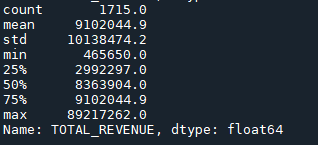 count 1715.0
mean 9102044.9
std 10138474.2
min 465650.0
25% 2992297.0
50% 8363904.0
75% 9102044.9
max 89217262.0
Name: TOTAL_REVENUE, dtype: float64